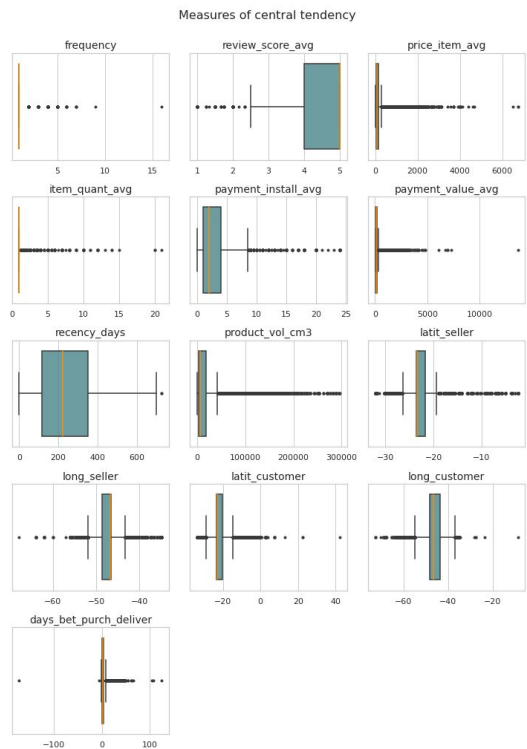 Measures of central tendency
frequency review_score_avg price_item_avg
5 10 15 1 2 3 4 5 0 2000 4000 6000
item_quant_avg payment_install_avg payment_value_avg
0 5 10 15 20 0 5 10 15 20 25 0 5000 10000
recency_days product_vol_cm3 latit_seller
0 200 400 600 0 100000 200000 300000 −30 −20 −10
long_seller latit_customer long_customer
−60 −50 −40 −20 0 20 40 −60 −40 −20
days_bet_purch_deliver
−100 0 100